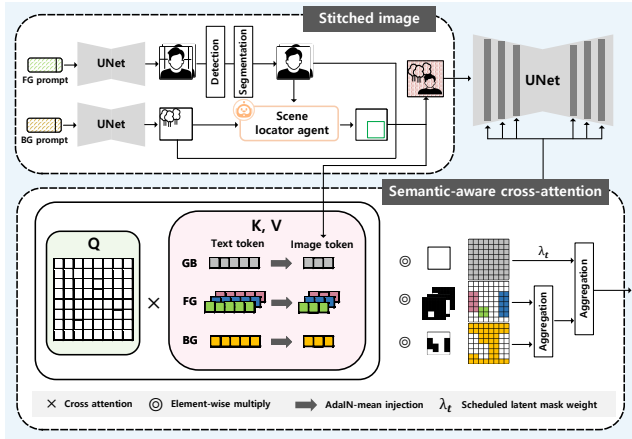 Stitched image
FG prompt
UNet
Detection
Segmentation
BG prompt
UNet
Scene
locator agent
UNet
Semantic-aware cross-attention
Q
×
K, V
Text token
Image token
GB
FG
BG
λt
Aggregation
Aggregation
× Cross attention
◎ Element-wise multiply
AdaIN-mean injection
λt Scheduled latent mask weight